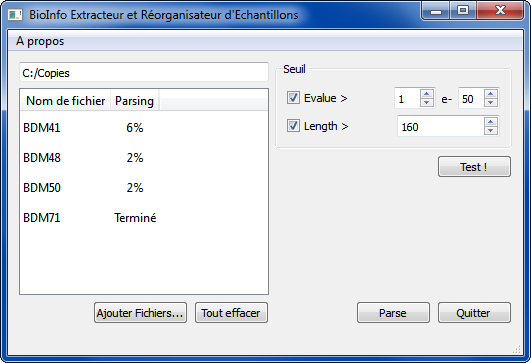 BioInfo Extracteur et Réorganisateur d'Echantillons
A propos
C:/Copies
Nom de fichier Parsing
BDM41 6%
BDM48 2%
BDM50 2%
BDM71 Terminé
Ajouter Fichiers... Tout effacer
Seuil
Evalue > 1 e- 50
Length > 160
Test !
Parse Quitter